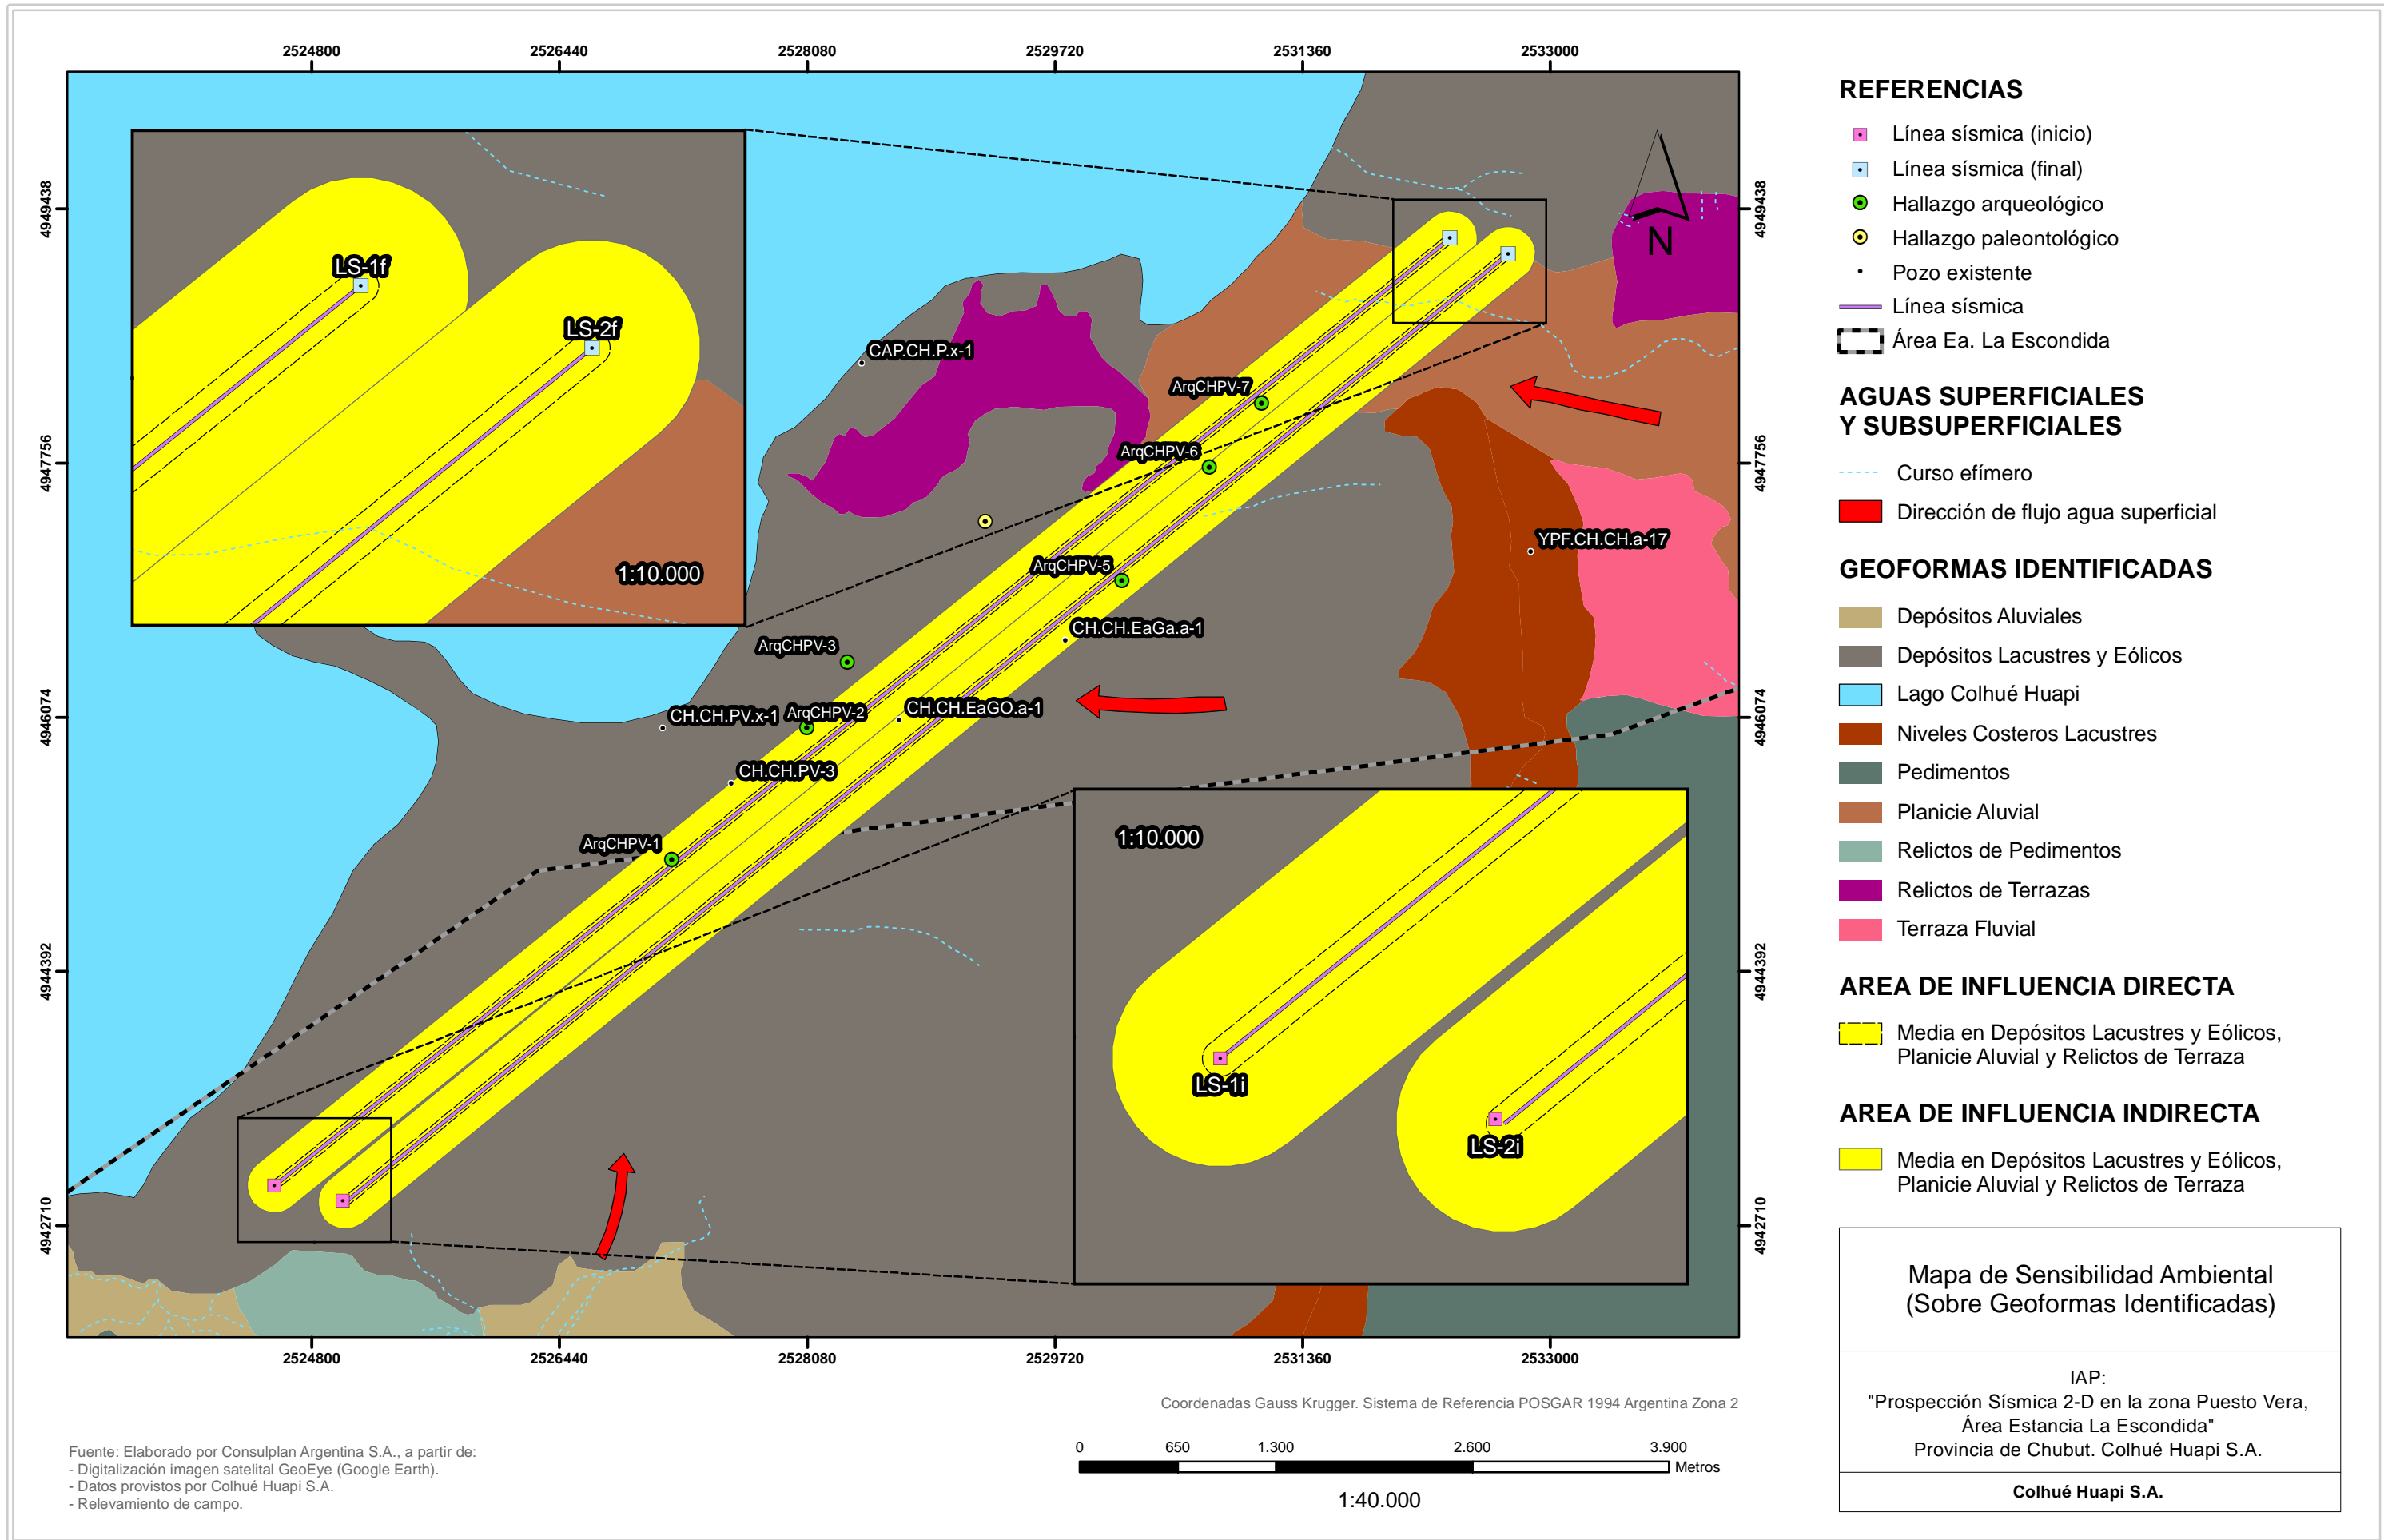 2524800
2526440
2528080
2529720
2531360
2533000
4949438
4947756
4946074
4944392
4942710
4949438
4947756
4946074
4944392
4942710
LS-1f
LS-2f
1:10.000
CAP.CH.P.x-1
ArqCHPV-7
ArqCHPV-6
YPF.CH.CH.a-17
ArqCHPV-5
CH.CH.EaGa.a-1
ArqCHPV-3
CH.CH.PV.x-1
ArqCHPV-2
CH.CH.EaGO.a-1
CH.CH.PV-3
ArqCHPV-1
1:10.000
LS-1i
LS-2i
N
2524800
2526440
2528080
2529720
2531360
2533000
Coordenadas Gauss Krugger. Sistema de Referencia POSGAR 1994 Argentina Zona 2
Fuente: Elaborado por Consulplan Argentina S.A., a partir de:
- Digitalización imagen satelital GeoEye (Google Earth).
- Datos provistos por Colhué Huapi S.A.
- Relevamiento de campo.
0
650
1.300
2.600
3.900
Metros
1:40.000
REFERENCIAS
Línea sísmica (inicio)
Línea sísmica (final)
Hallazgo arqueológico
Hallazgo paleontológico
Pozo existente
Línea sísmica
Área Ea. La Escondida
AGUAS SUPERFICIALES
Y SUBSUPERFICIALES
Curso efímero
Dirección de flujo agua superficial
GEOFORMAS IDENTIFICADAS
Depósitos Aluviales
Depósitos Lacustres y Eólicos
Lago Colhué Huapi
Niveles Costeros Lacustres
Pedimentos
Planicie Aluvial
Relictos de Pedimentos
Relictos de Terrazas
Terraza Fluvial
AREA DE INFLUENCIA DIRECTA
Media en Depósitos Lacustres y Eólicos,
Planicie Aluvial y Relictos de Terraza
AREA DE INFLUENCIA INDIRECTA
Media en Depósitos Lacustres y Eólicos,
Planicie Aluvial y Relictos de Terraza
Mapa de Sensibilidad Ambiental
(Sobre Geoformas Identificadas)
IAP:
"Prospección Sísmica 2-D en la zona Puesto Vera,
Área Estancia La Escondida"
Provincia de Chubut. Colhué Huapi S.A.
Colhué Huapi S.A.